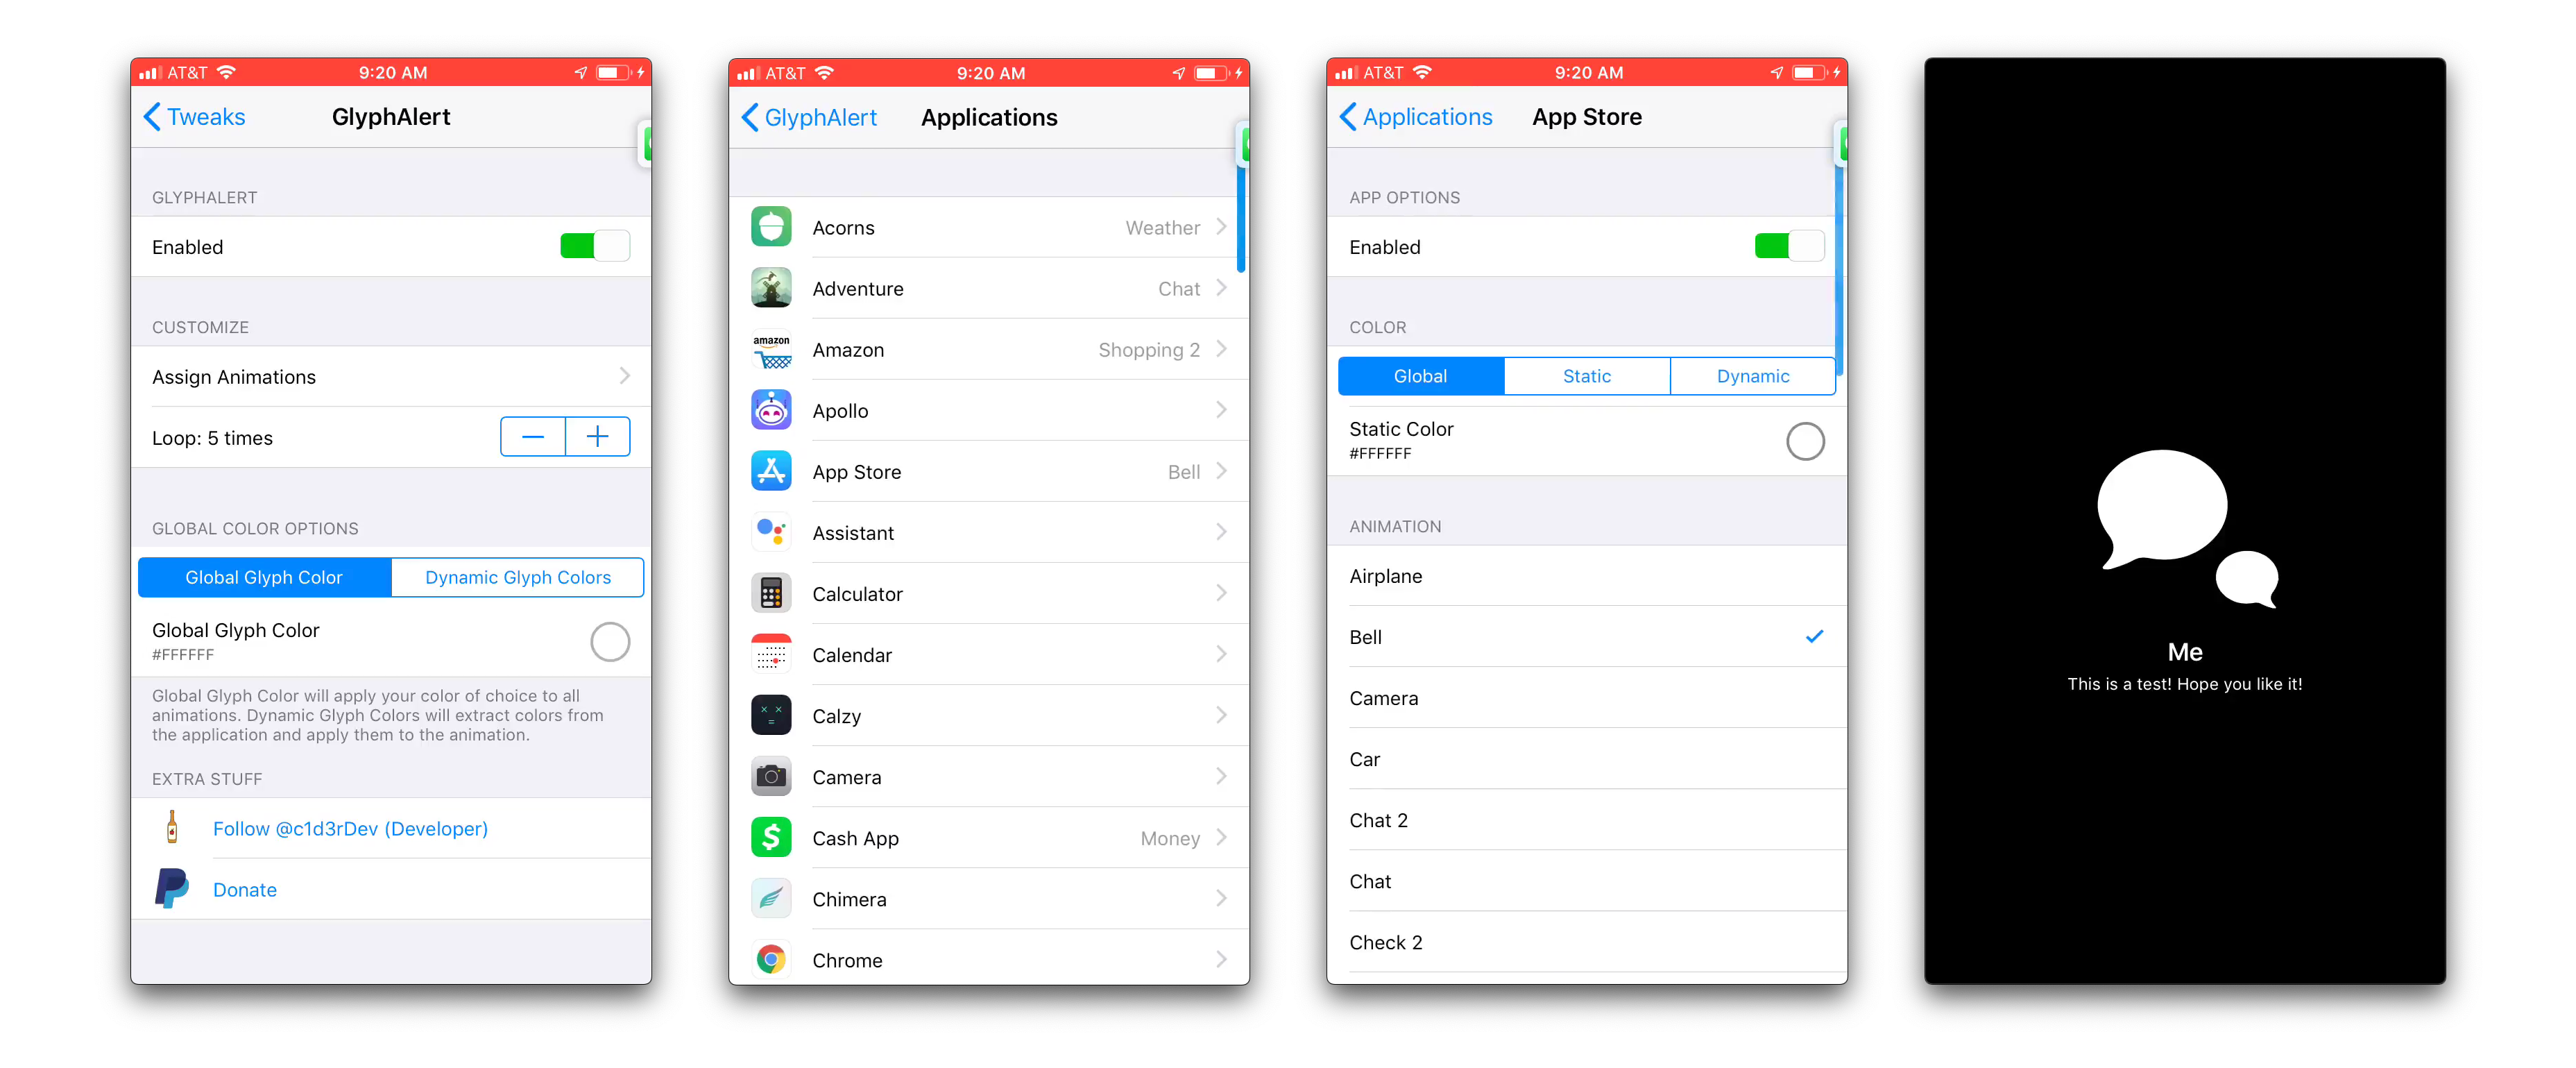 AT&T 9:20 AM
Tweaks GlyphAlert
GLYPHALERT
Enabled
CUSTOMIZE
Assign Animations
Loop: 5 times
GLOBAL COLOR OPTIONS
Global Glyph Color Dynamic Glyph Colors
Global Glyph Color
#FFFFFF
Global Glyph Color will apply your color of choice to all
animations. Dynamic Glyph Colors will extract colors from
the application and apply them to the animation.
EXTRA STUFF
Follow @c1d3rDev (Developer)
Donate
AT&T 9:20 AM
GlyphAlert Applications
Acorns Weather
Adventure Chat
amazon
Amazon Shopping 2
Apollo
App Store Bell
Assistant
Calculator
Calendar
Calzy
Camera
Cash App Money
Chimera
Chrome
AT&T 9:20 AM
Applications App Store
APP OPTIONS
Enabled
COLOR
Global Static Dynamic
Static Color
#FFFFFF
ANIMATION
Airplane
Bell
Camera
Car
Chat 2
Chat
Check 2
Me
This is a test! Hope you like it!